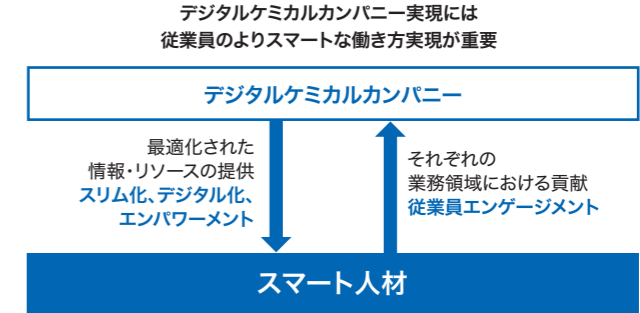 デジタルケミカルカンパニー実現には
従業員のよりスマートな働き方実現が重要
デジタルケミカルカンパニー
最適化された
情報・リソースの提供
スリム化、デジタル化、
エンパワーメント
それぞれの
業務領域における貢献
従業員エンゲージメント
スマート人材